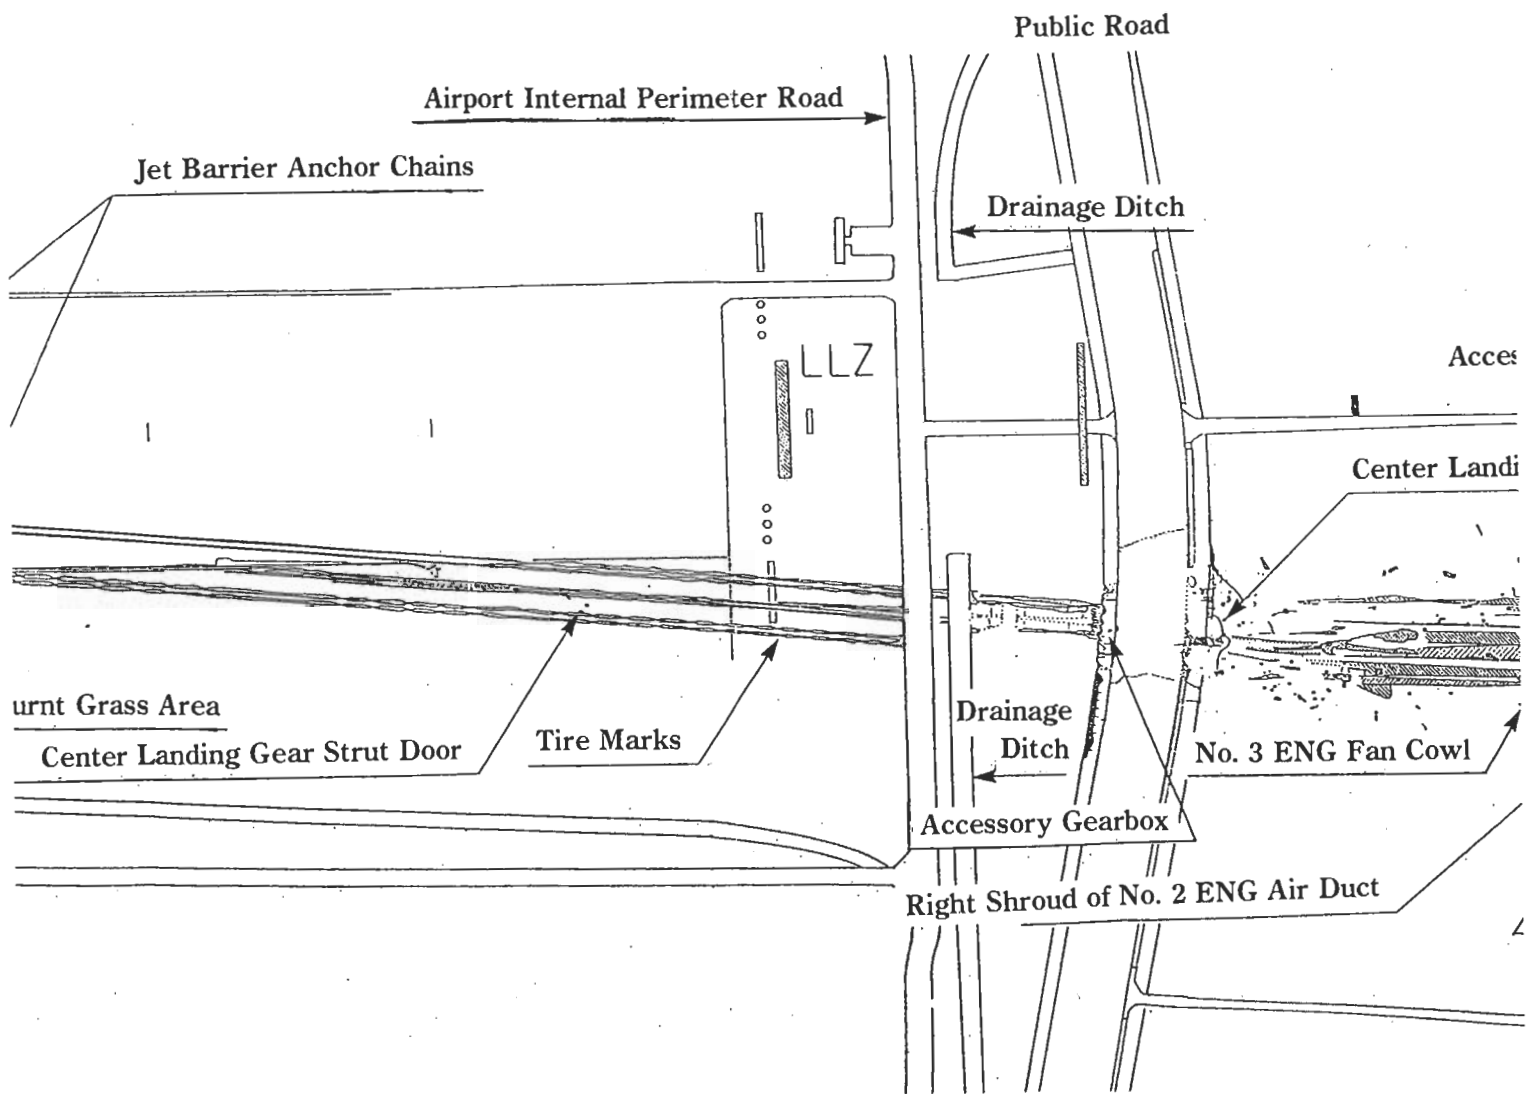 Public Road
Airport Internal Perimeter Road
Jet Barrier Anchor Chains
Drainage Ditch
LLZ
Acces
Center Landi
urnt Grass Area
Center Landing Gear Strut Door
Tire Marks
Drainage
Ditch
No. 3 ENG Fan Cowl
Accessory Gearbox
Right Shroud of No. 2 ENG Air Duct